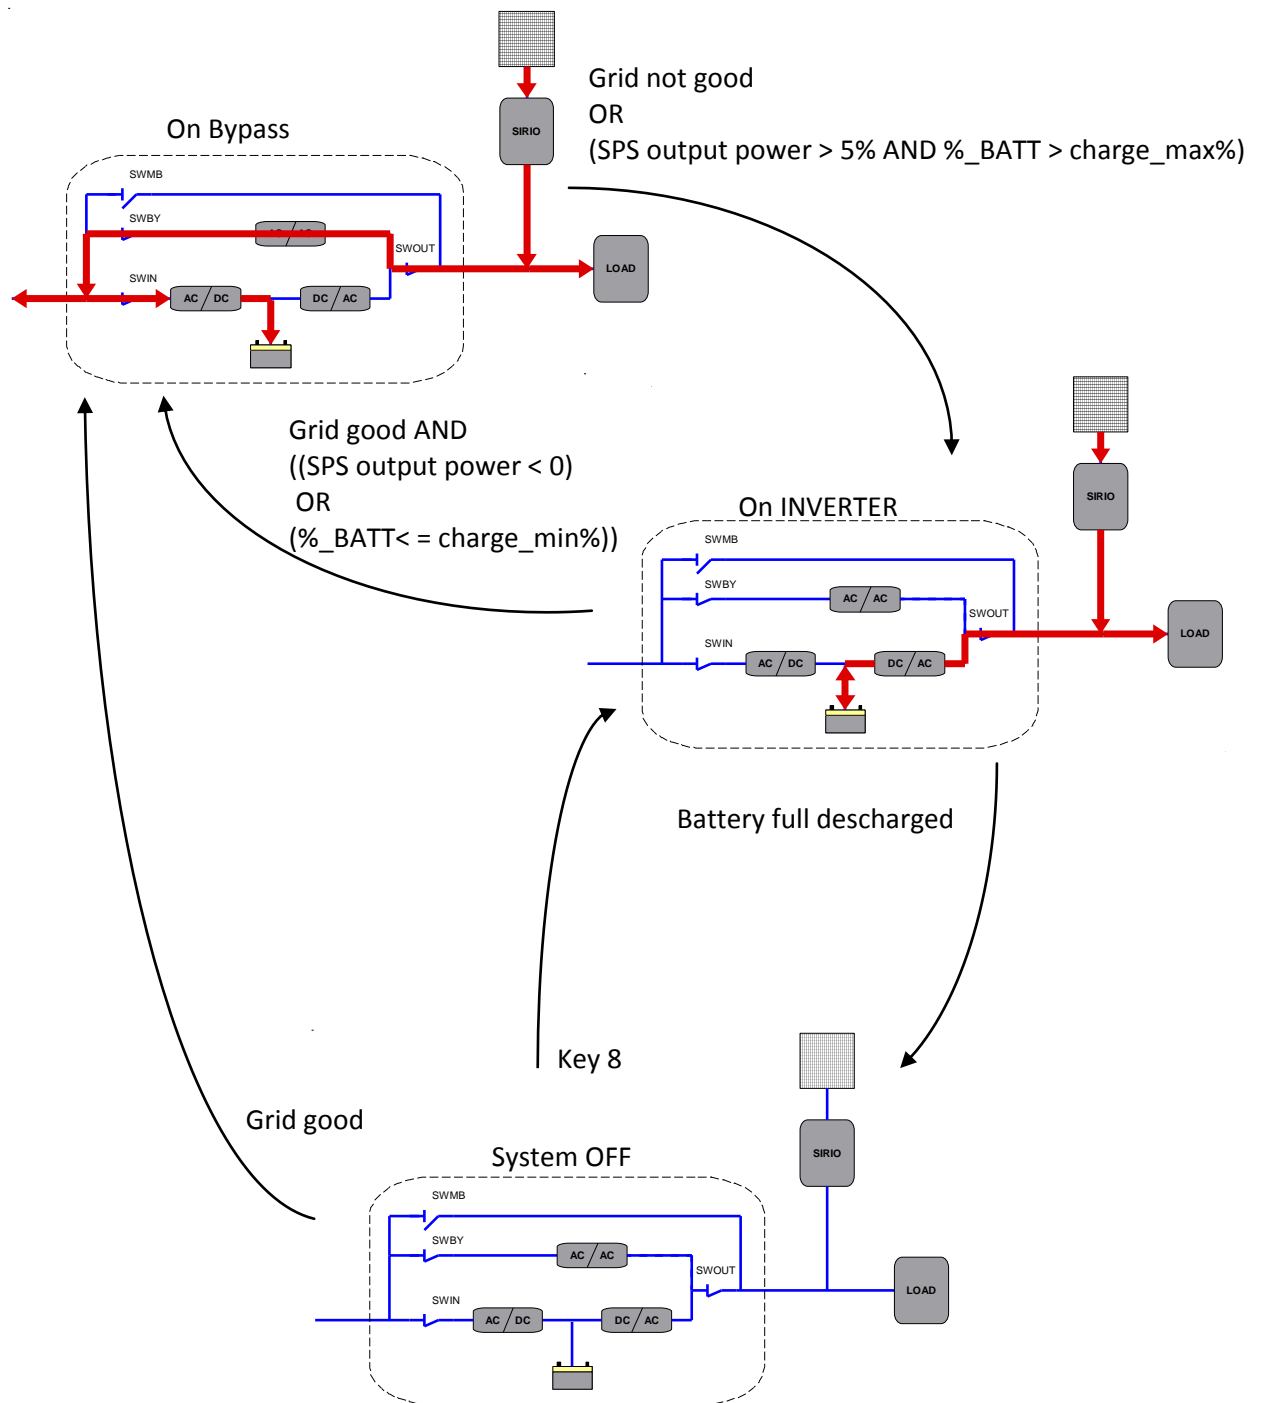 Grid not good
OR
(SPS output power > 5% AND %_BATT > charge_max%)
On Bypass
SIRIO
SWMB
SWBY
SWOUT
LOAD
SWIN
AC DC
DC AC
Grid good AND
((SPS output power < 0)
OR
(%_BATT< = charge_min%))
On INVERTER
SIRIO
SWMB
SWBY
AC AC
SWOUT
LOAD
SWIN
AC DC
DC AC
Battery full descharged
Key 8
Grid good
System OFF
SIRIO
SWMB
SWBY
AC AC
SWOUT
LOAD
SWIN
AC DC
DC AC